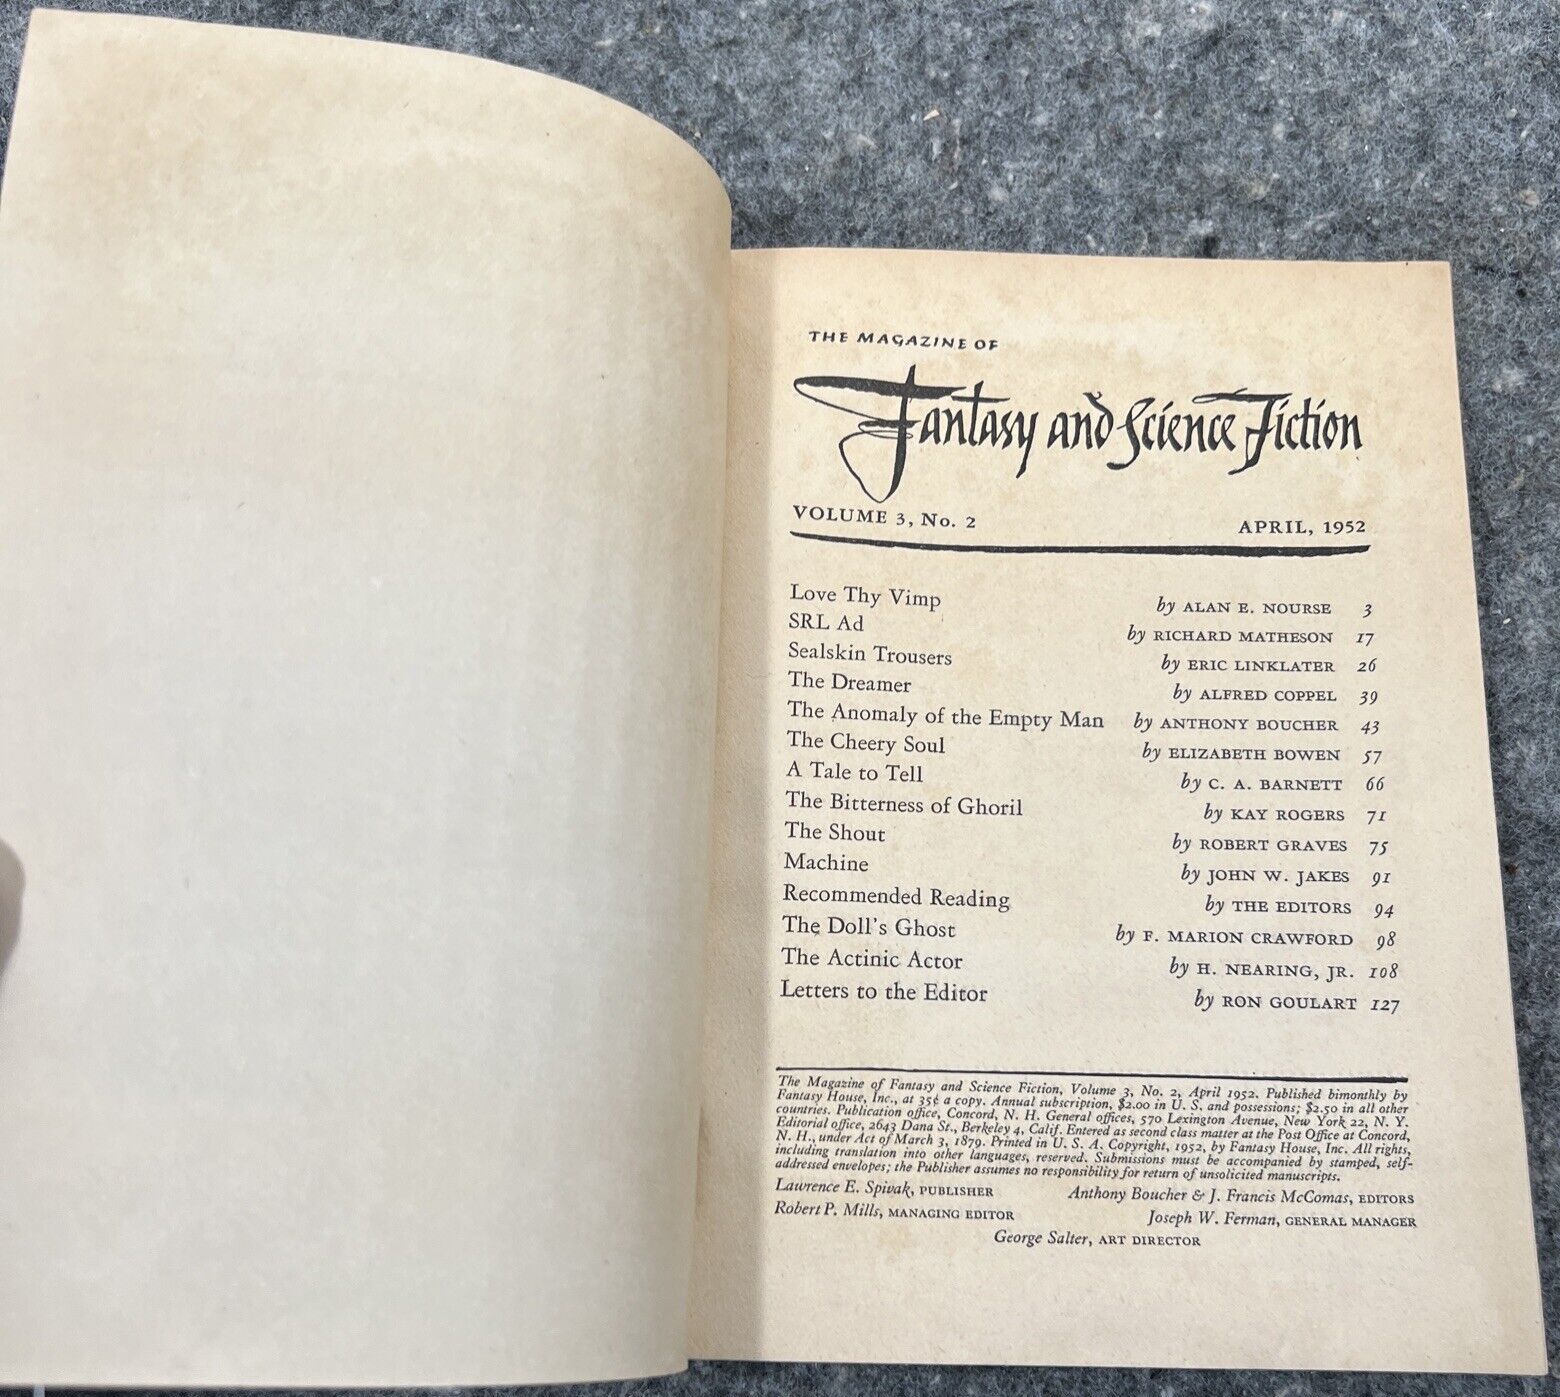 THE MAGAZINE OF
Fantasy and Science Fiction
VOLUME 3, No. 2 APRIL, 1952
Love Thy Vimp by ALAN E. NOURSE 3
SRL Ad by RICHARD MATHESON 17
Sealskin Trousers by ERIC LINKLATER 26
The Dreamer by ALFRED COPPEL 39
The Anomaly of the Empty Man by ANTHONY BOUCHER 43
The Cheery Soul by ELIZABETH BOWEN 57
A Tale to Tell by C. A. BARNETT 66
The Bitterness of Ghoril by KAY ROGERS 71
The Shout by ROBERT GRAVES 75
Machine by JOHN W. JAKES 91
Recommended Reading by THE EDITORS 94
The Doll's Ghost by F. MARION CRAWFORD 98
The Actinic Actor by H. NEARING, JR. 108
Letters to the Editor by RON GOULART 127
The Magazine of Fantasy and Science Fiction, Volume 3, No. 2, April 1952. Published bimonthly by
Fantasy House, Inc., at 35¢ a copy. Annual subscription, $2.00 in U. S. and possessions; $2.50 in all other
countries. Publication office, Concord, N. H. General offices, 570 Lexington Avenue, New York 22, N. Y.
Editorial office, 2643 Dana St., Berkeley 4, Calif. Entered as second class matter at the Post Office at Concord,
N. H., under Act of March 3, 1879. Printed in U. S. A. Copyright, 1952, by Fantasy House, Inc. All rights,
including translation into other languages, reserved. Submissions must be accompanied by stamped, self-
addressed envelopes; the Publisher assumes no responsibility for return of unsolicited manuscripts.
Lawrence E. Spivak, PUBLISHER Anthony Boucher & J. Francis McComas, EDITORS
Robert P. Mills, MANAGING EDITOR Joseph W. Ferman, GENERAL MANAGER
George Salter, ART DIRECTOR